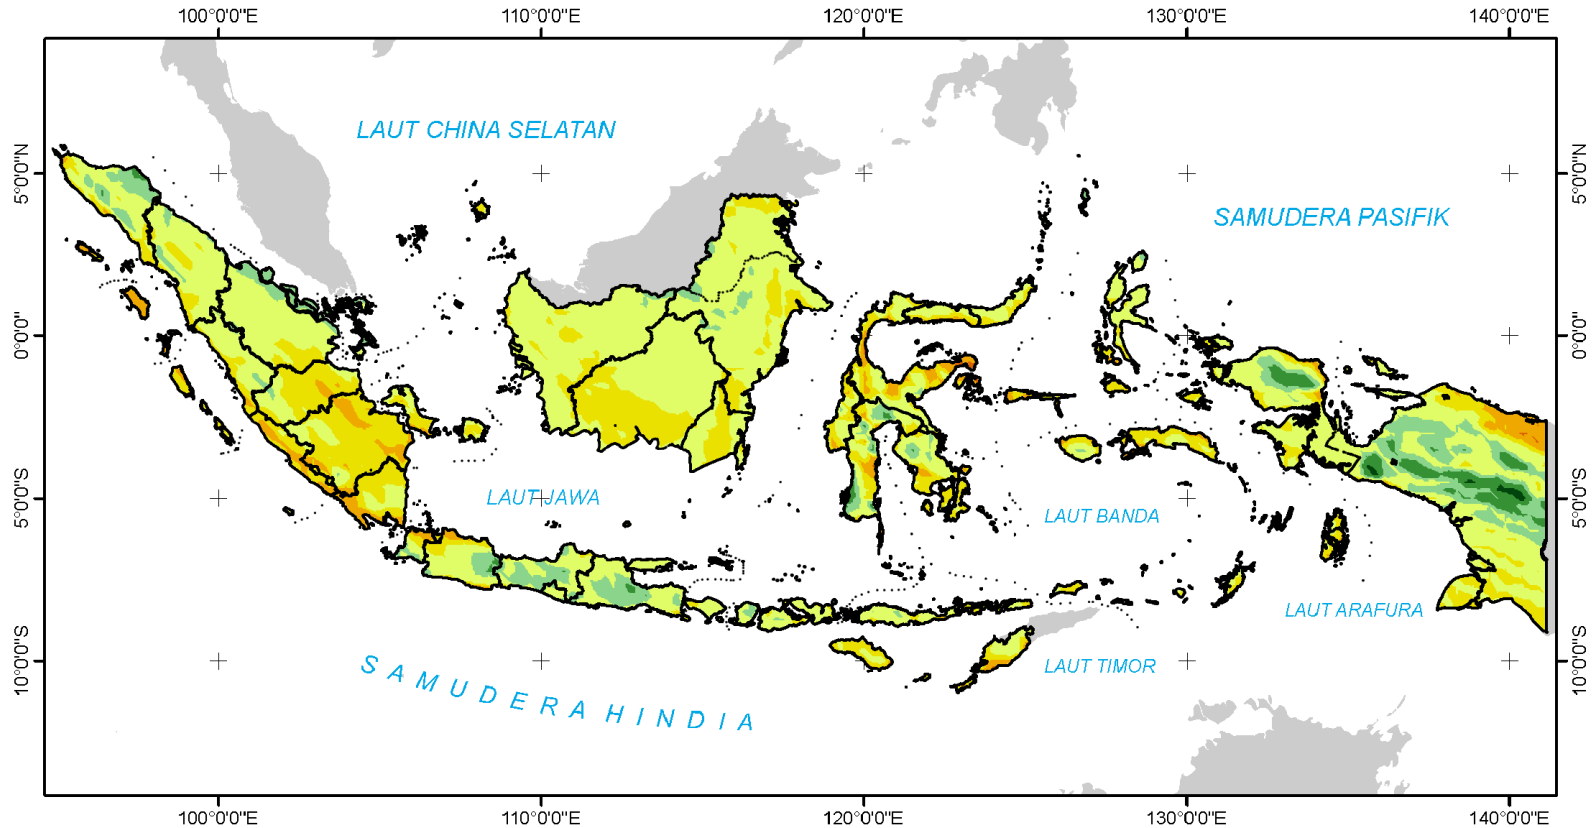 100°0'0"E 110°0'0"E 120°0'0"E 130°0'0"E 140°0'0"E
LAUT CHINA SELATAN
5°0'0"N 5°0'0"N
SAMUDERA PASIFIK
0°0'0" 0°0'0"
LAUT JAWA
5°0'0"S 5°0'0"S
LAUT BANDA
LAUT ARAFURA
10°0'0"S 10°0'0"S
LAUT TIMOR
SAMUDERA HINDIA
100°0'0"E 110°0'0"E 120°0'0"E 130°0'0"E 140°0'0"E